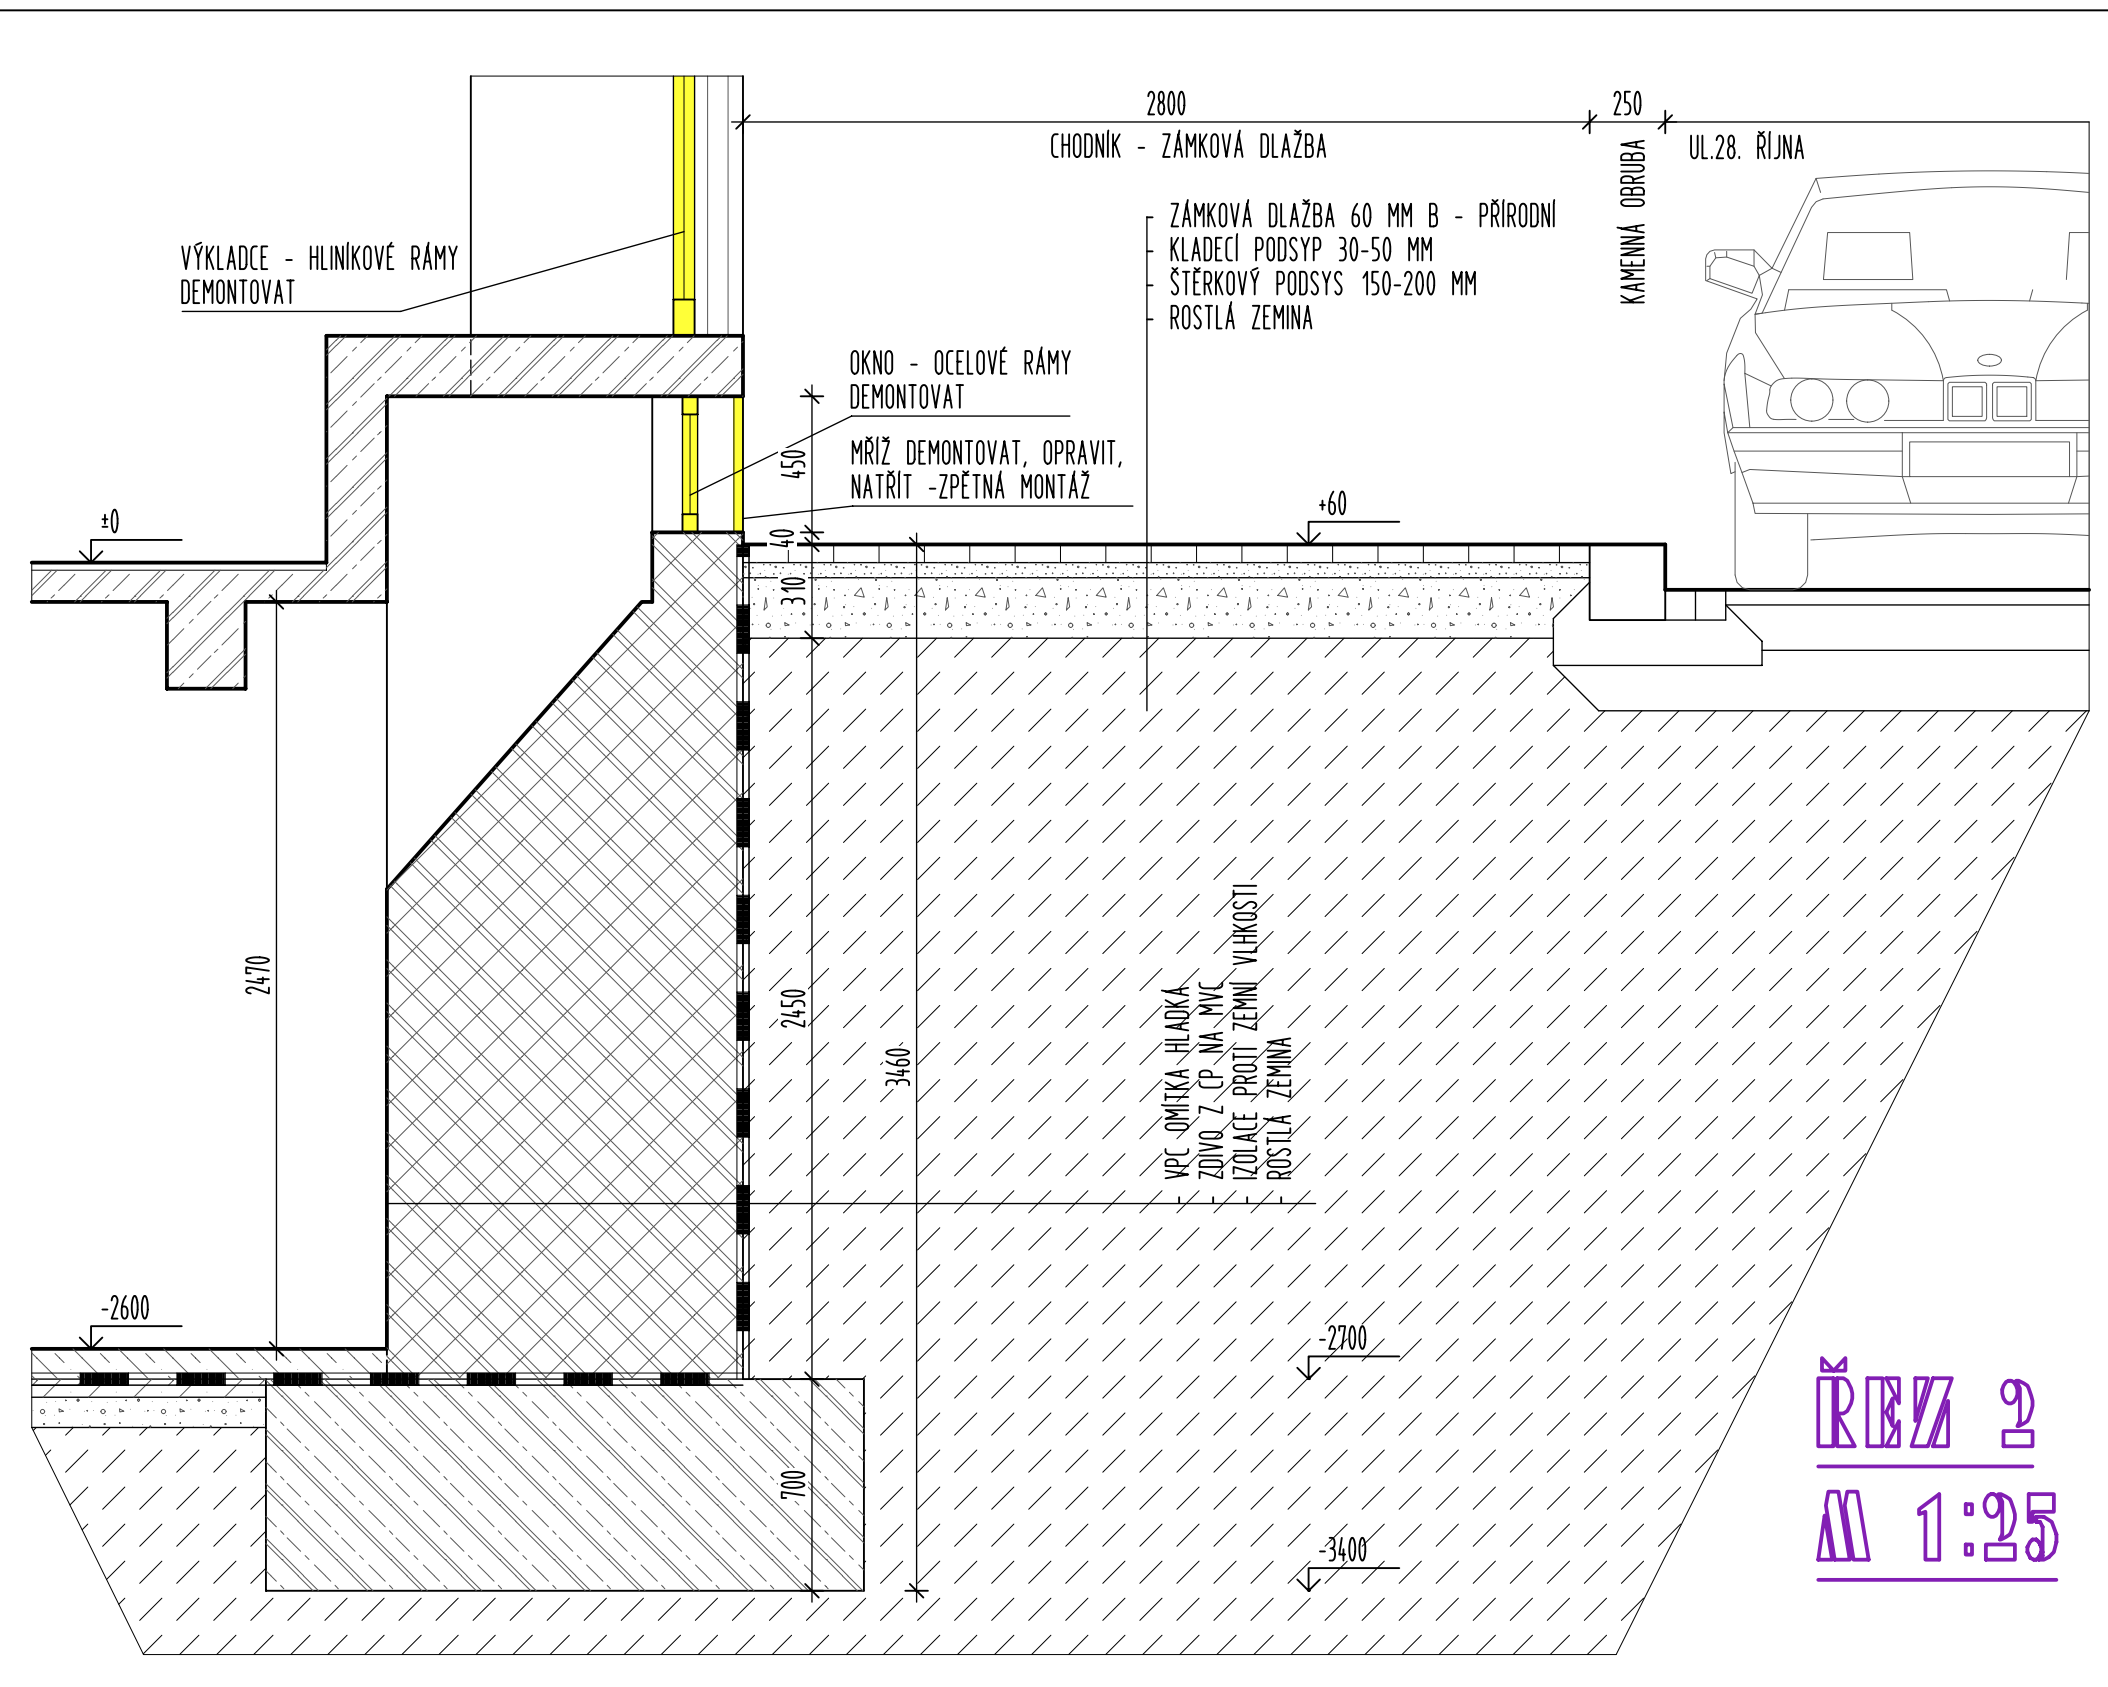 2800
250
CHODNÍK - ZÁMKOVÁ DLAŽBA
KAMENNÁ OBRUBA
UL.28. ŘÍJNA
ZÁMKOVÁ DLAŽBA 60 MM B - PŘÍRODNÍ
KLADECÍ PODSYP 30-50 MM
ŠTĚRKOVÝ PODSYS 150-200 MM
ROSTLÁ ZEMINA
VÝKLADCE - HLINÍKOVÉ RÁMY
DEMONTOVAT
OKNO - OCELOVÉ RÁMY
DEMONTOVAT
MŘÍŽ DEMONTOVAT, OPRAVIT,
NATŘÍT -ZPĚTNÁ MONTÁŽ
450
40
310
±0
+60
2470
2450
3460
VPC OMÍTKA HLADKÁ
ZDIVO Z CP NA MVC
IZOLACE PROTI ZEMNÍ VLHKOSTI
ROSTLÁ ZEMINA
-2600
-2700
700
-3400
ŘEZ 2
M 1:25